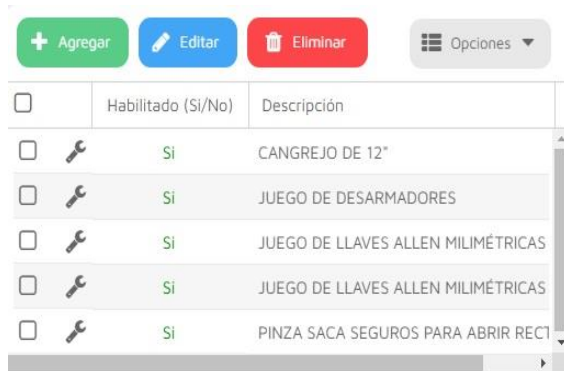 Agregar Editar Eliminar Opciones
Habilitado (Si/No) Descripción
Si CANGREJO DE 12"
Si JUEGO DE DESARMADORES
Si JUEGO DE LLAVES ALLEN MILIMÉTRICAS
Si JUEGO DE LLAVES ALLEN MILIMÉTRICAS
Si PINZA SACA SEGUROS PARA ABRIR RECT